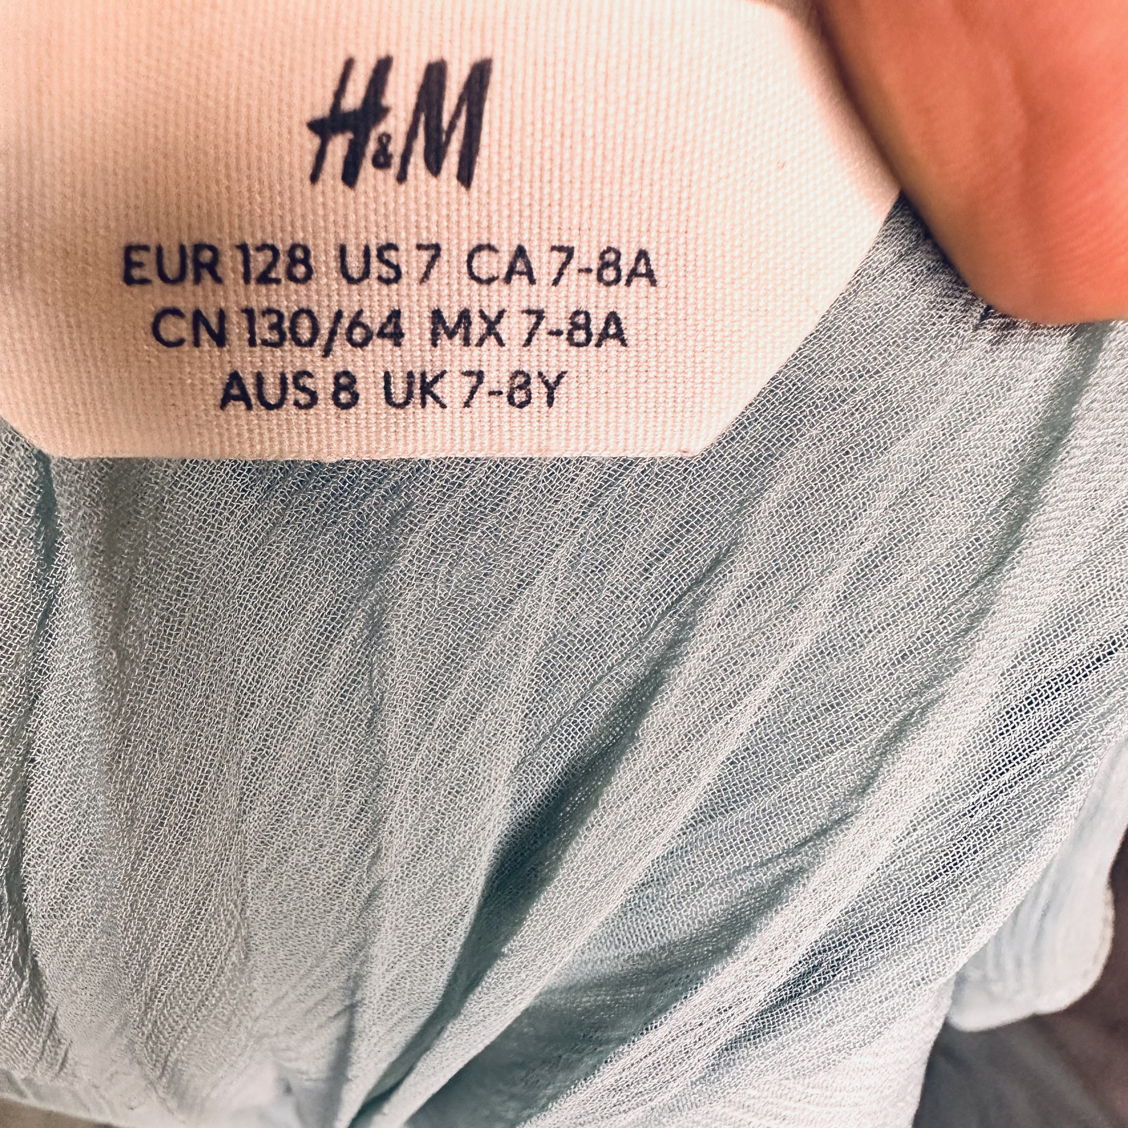 H&M
EUR 128 US 7 CA 7-8A
CN 130/64 MX 7-8A
AUS 8 UK 7-8Y